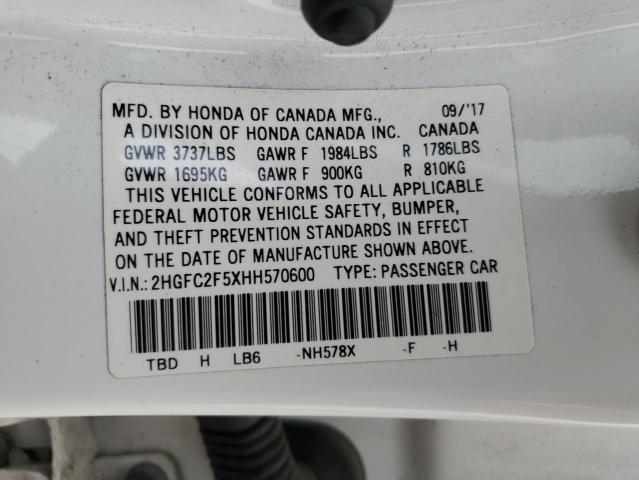 MFD. BY HONDA OF CANADA MFG., 09/'17
A DIVISION OF HONDA CANADA INC. CANADA
GVWR 3737LBS GAWR F 1984LBS R 1786LBS
GVWR 1695KG GAWR F 900KG R 810KG
THIS VEHICLE CONFORMS TO ALL APPLICABLE
FEDERAL MOTOR VEHICLE SAFETY, BUMPER,
AND THEFT PREVENTION STANDARDS IN EFFECT
ON THE DATE OF MANUFACTURE SHOWN ABOVE.
V.I.N.: 2HGFC2F5XHH570600 TYPE: PASSENGER CAR
TBD H LB6 -NH578X -F -H